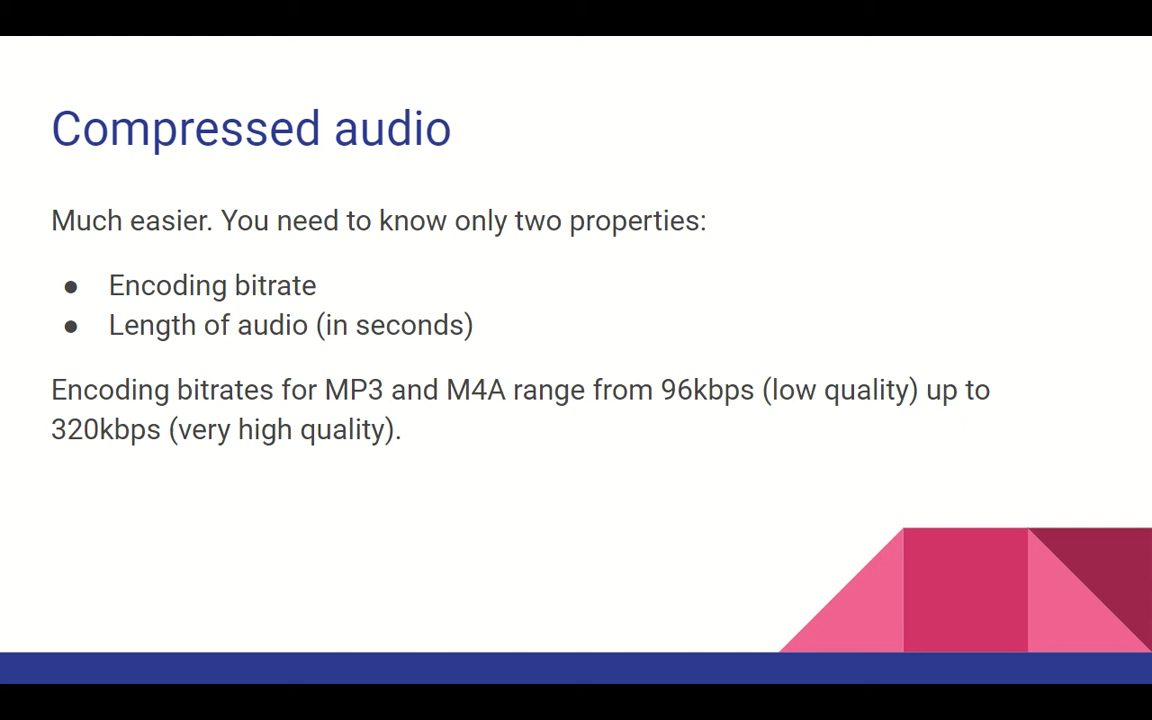 Compressed audio
Much easier. You need to know only two properties:
● Encoding bitrate
● Length of audio (in seconds)
Encoding bitrates for MP3 and M4A range from 96kbps (low quality) up to
320kbps (very high quality).